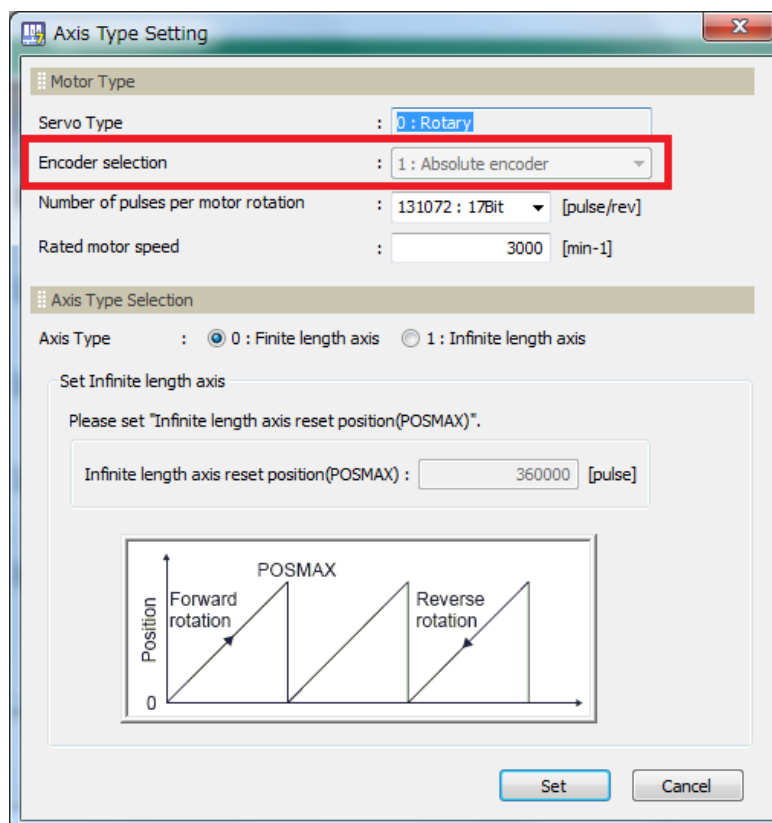 Axis Type Setting
Motor Type
Servo Type : 0 : Rotary
Encoder selection : 1 : Absolute encoder
Number of pulses per motor rotation : 131072 : 17Bit [pulse/rev]
Rated motor speed : 3000 [min-1]
Axis Type Selection
Axis Type : 0 : Finite length axis 1 : Infinite length axis
Set Infinite length axis
Please set "Infinite length axis reset position(POSMAX)".
Infinite length axis reset position(POSMAX) : 360000 [pulse]
POSMAX
Forward
rotation
Reverse
rotation
Position
0
Set Cancel